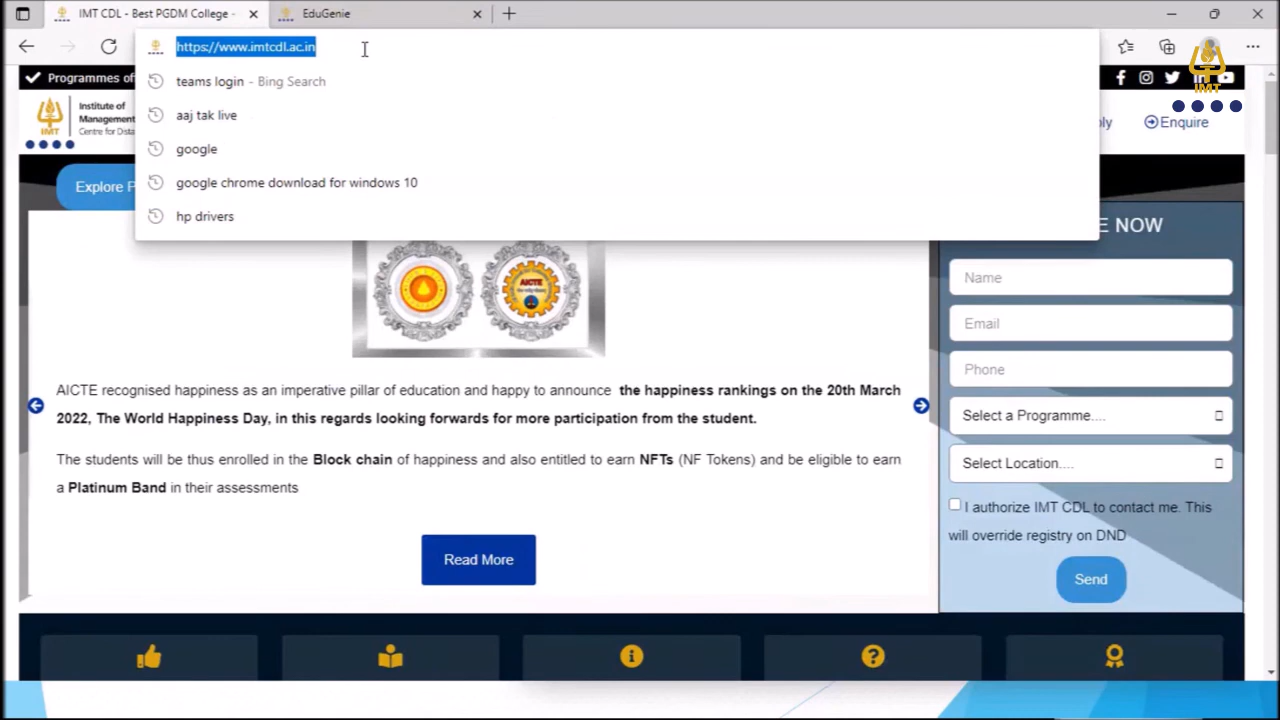 IMT CDL - Best PGDM College -
EduGenie
https://www.imtcdl.ac.in
teams login - Bing Search
aaj tak live
google
google chrome download for windows 10
hp drivers
Programmes of
Institute of
Management
Centre for Dista
IMT
IMT
Enquire
Explore P
E NOW
Name
Email
Phone
Select a Programme....
Select Location....
I authorize IMT CDL to contact me. This
will override registry on DND
Send
AICTE
AICTE recognised happiness as an imperative pillar of education and happy to announce the happiness rankings on the 20th March
2022, The World Happiness Day, in this regards looking forwards for more participation from the student.
The students will be thus enrolled in the Block chain of happiness and also entitled to earn NFTs (NF Tokens) and be eligible to earn
a Platinum Band in their assessments
Read More